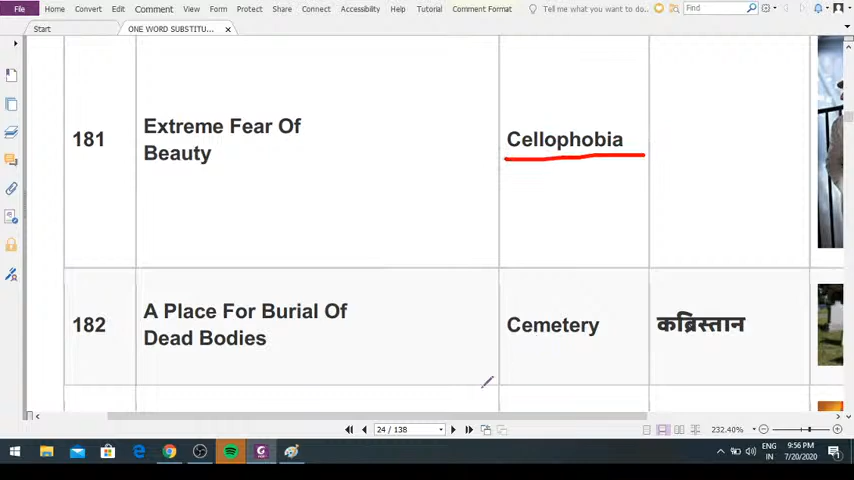 File Home Convert Edit Comment View Form Protect Share Connect Accessibility Help Tutorial Comment Format Tell me what you want to do.. Find
Start ONE WORD SUBSTITU... ×
181 Extreme Fear Of Beauty Cellophobia
182 A Place For Burial Of Dead Bodies Cemetery कब्रिस्तान
24 / 138 232.40%
ENG 9:56 PM
IN 7/20/2020